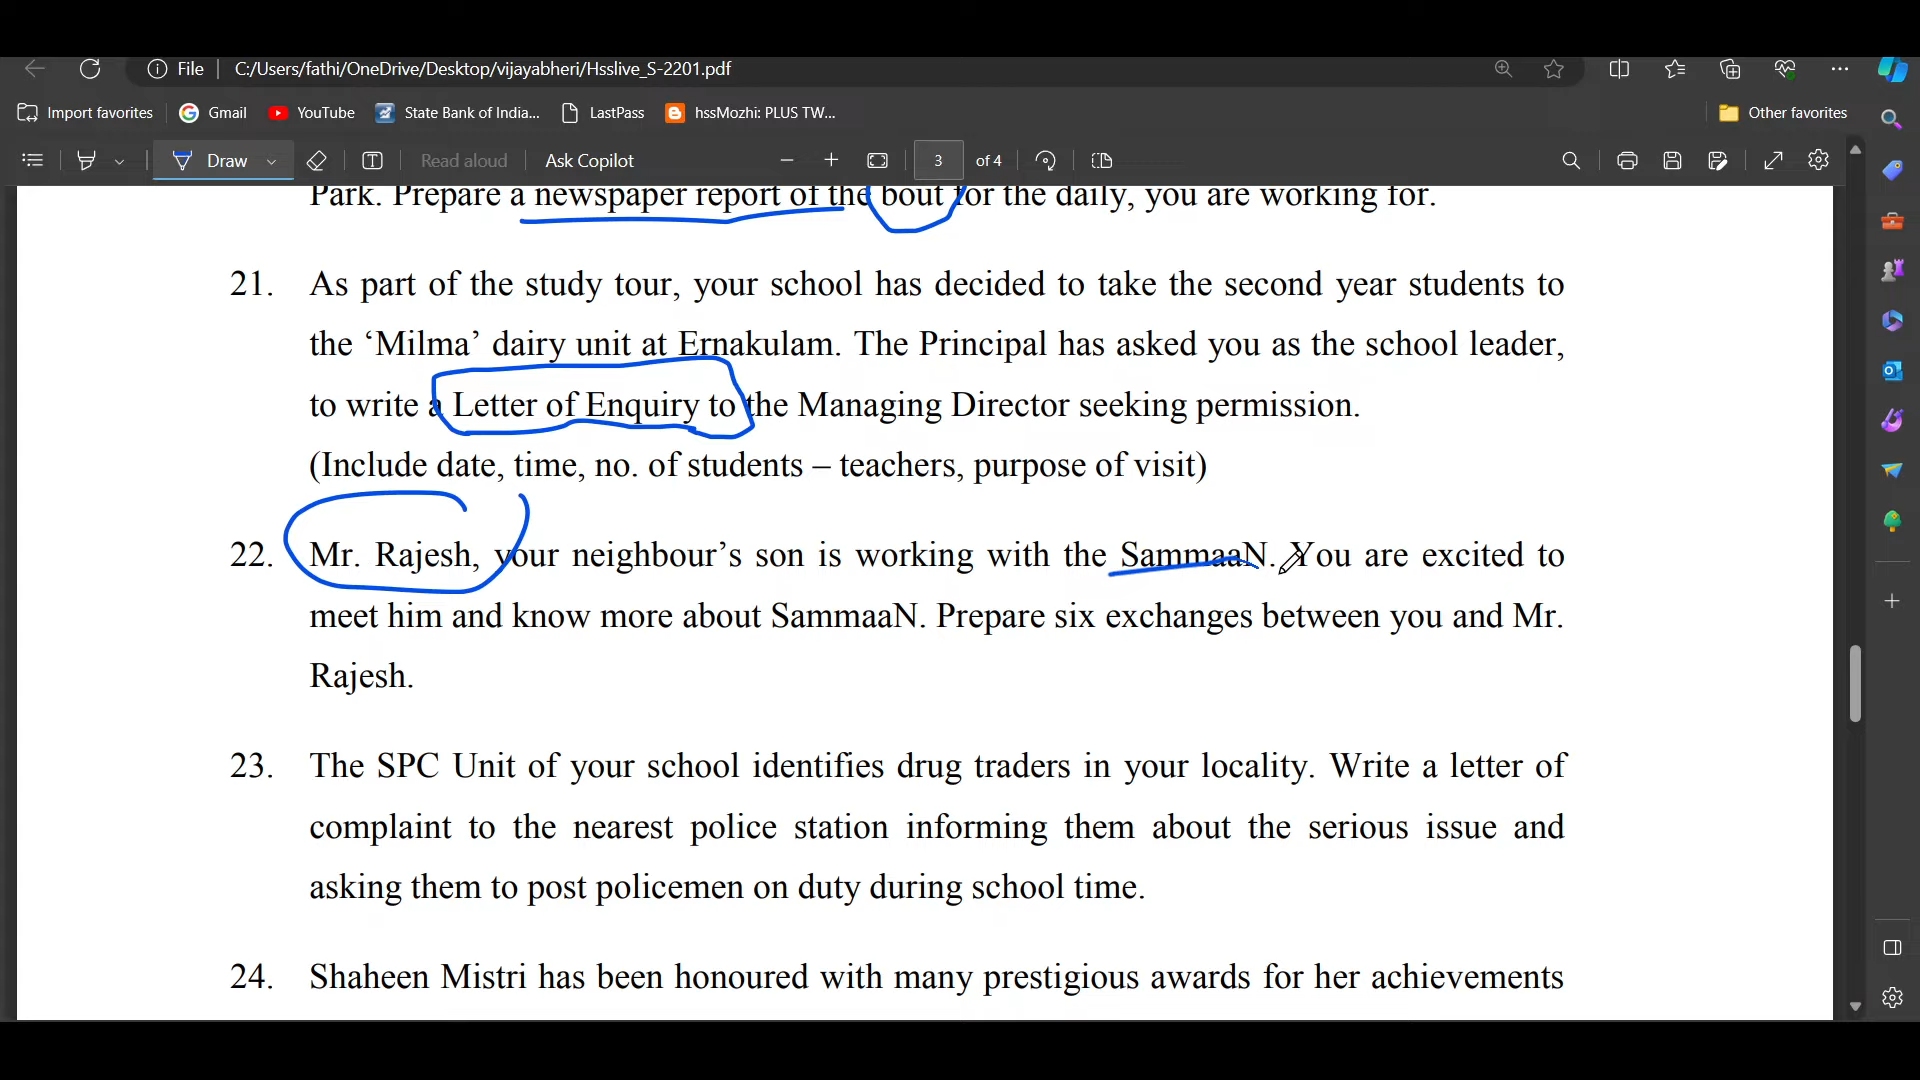 File C:/Users/fathi/OneDrive/Desktop/vijayabheri/Hsslive_S-2201.pdf
Import favorites Gmail YouTube State Bank of India... LastPass hssMozhi: PLUS TW... Other favorites
Draw Read aloud Ask Copilot 3 of 4
Park. Prepare a newspaper report of the bout for the daily, you are working for.
21. As part of the study tour, your school has decided to take the second year students to
the ‘Milma’ dairy unit at Ernakulam. The Principal has asked you as the school leader,
to write a Letter of Enquiry to the Managing Director seeking permission.
(Include date, time, no. of students – teachers, purpose of visit)
22. Mr. Rajesh, your neighbour’s son is working with the SammaaN. You are excited to
meet him and know more about SammaaN. Prepare six exchanges between you and Mr.
Rajesh.
23. The SPC Unit of your school identifies drug traders in your locality. Write a letter of
complaint to the nearest police station informing them about the serious issue and
asking them to post policemen on duty during school time.
24. Shaheen Mistri has been honoured with many prestigious awards for her achievements